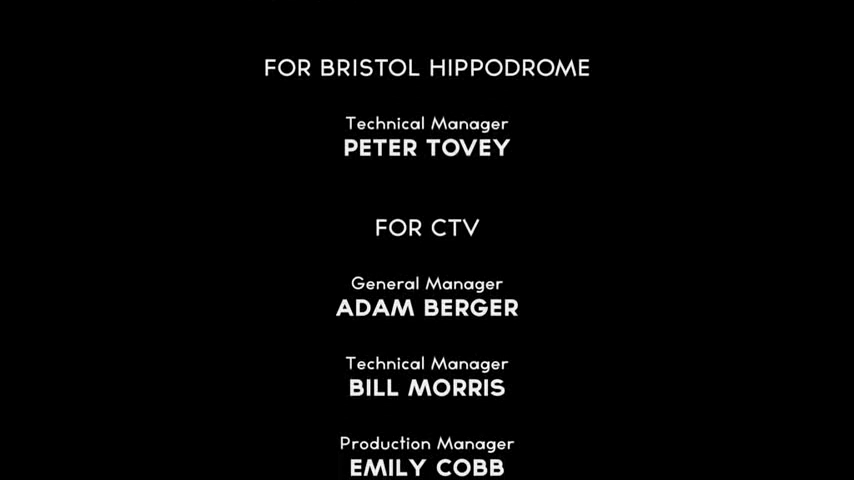 FOR BRISTOL HIPPODROME
Technical Manager
PETER TOVEY
FOR CTV
General Manager
ADAM BERGER
Technical Manager
BILL MORRIS
Production Manager
EMILY COBB